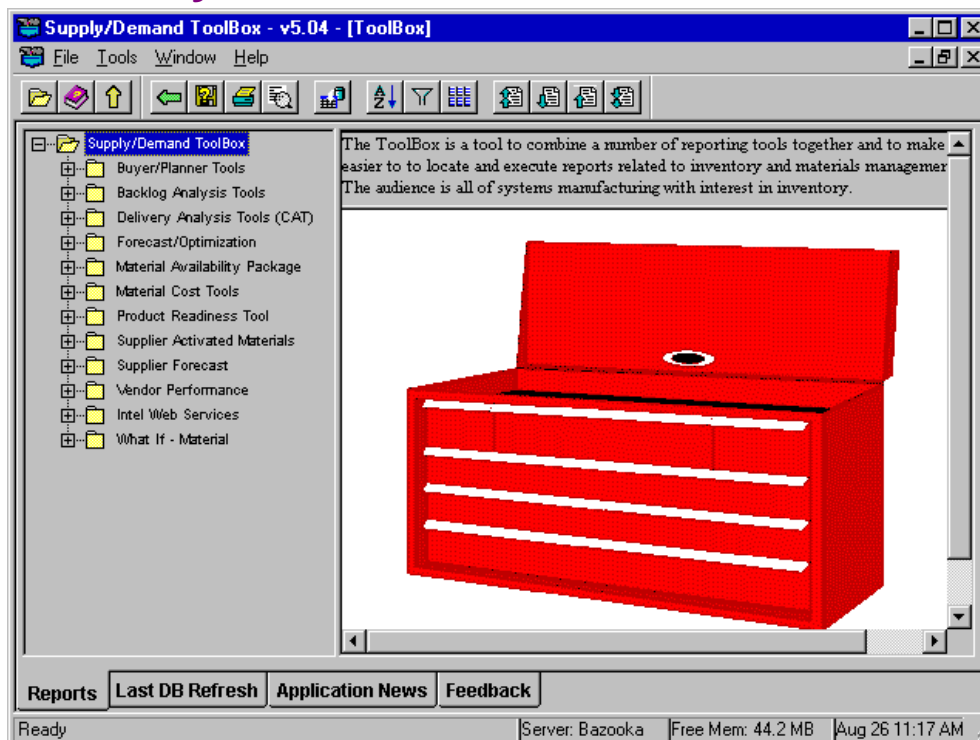 Supply/Demand ToolBox - v5.04 - [ToolBox]
File Tools Window Help
Supply/Demand ToolBox
Buyer/Planner Tools
Backlog Analysis Tools
Delivery Analysis Tools (CAT)
Forecast/Optimization
Material Availability Package
Material Cost Tools
Product Readiness Tool
Supplier Activated Materials
Supplier Forecast
Vendor Performance
Intel Web Services
What If - Material
The ToolBox is a tool to combine a number of reporting tools together and to make
easier to to locate and execute reports related to inventory and materials managemer
The audience is all of systems manufacturing with interest in inventory.
Reports Last DB Refresh Application News Feedback
Ready Server: Bazooka Free Mem: 44.2 MB Aug 26 11:17 AM